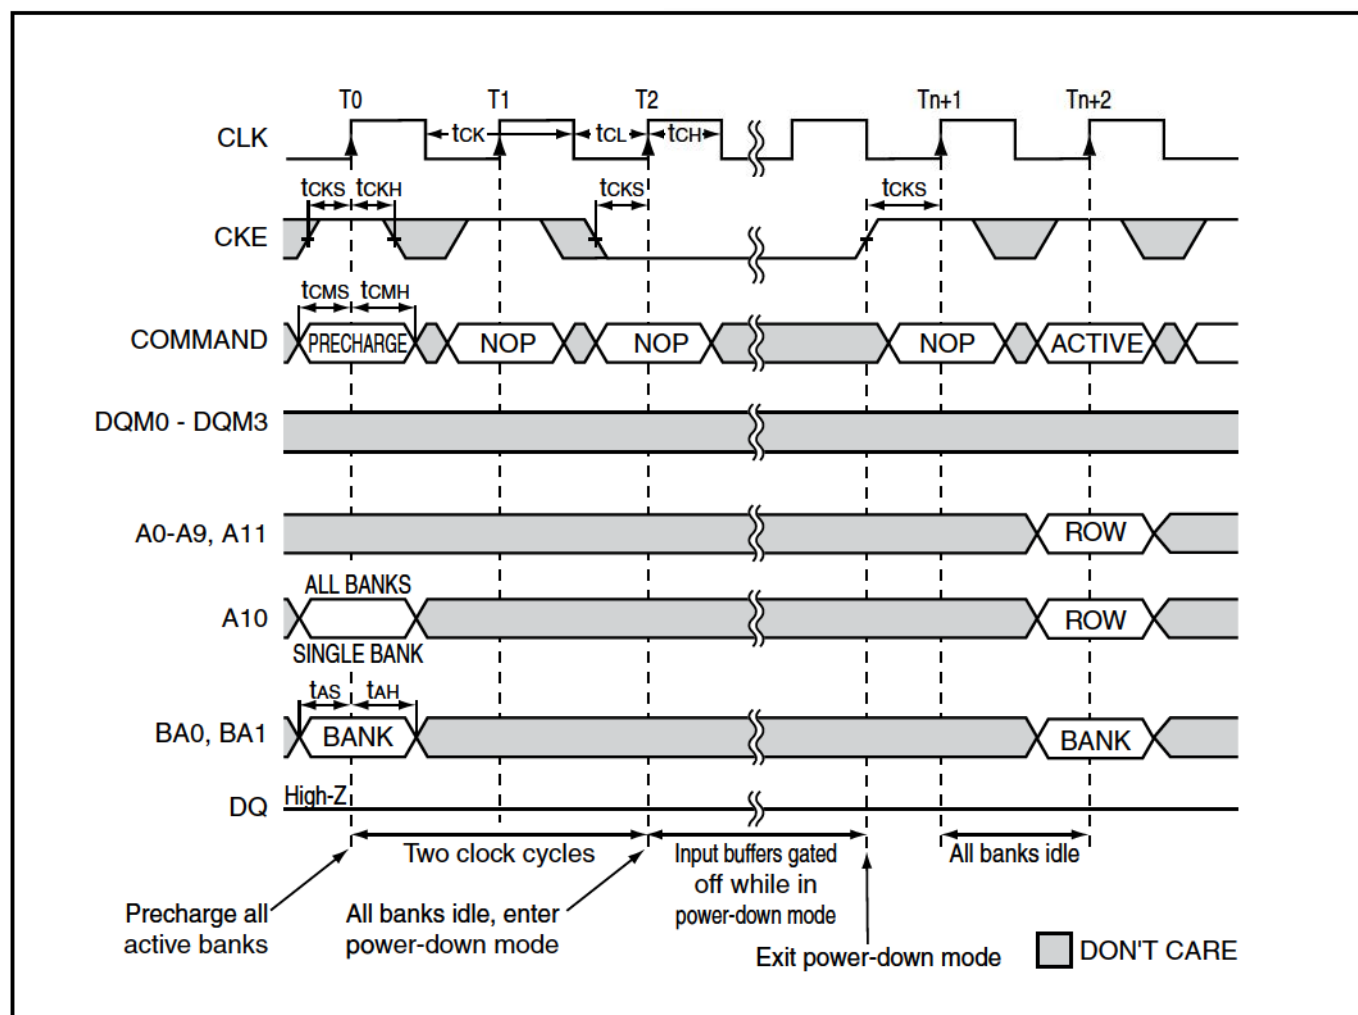 T0 T1 T2 Tn+1 Tn+2
CLK tCK tCL tCH
tCKS tCKH tCKS tCKS
CKE
tCMS tCMH
COMMAND PRECHARGE NOP NOP NOP ACTIVE
DQM0 - DQM3
A0-A9, A11 ROW
ALL BANKS
A10 ROW
SINGLE BANK
tAS tAH
BA0, BA1 BANK BANK
High-Z
DQ
Two clock cycles
Input buffers gated
off while in
power-down mode
All banks idle
Precharge all
active banks
All banks idle, enter
power-down mode
Exit power-down mode
DON'T CARE